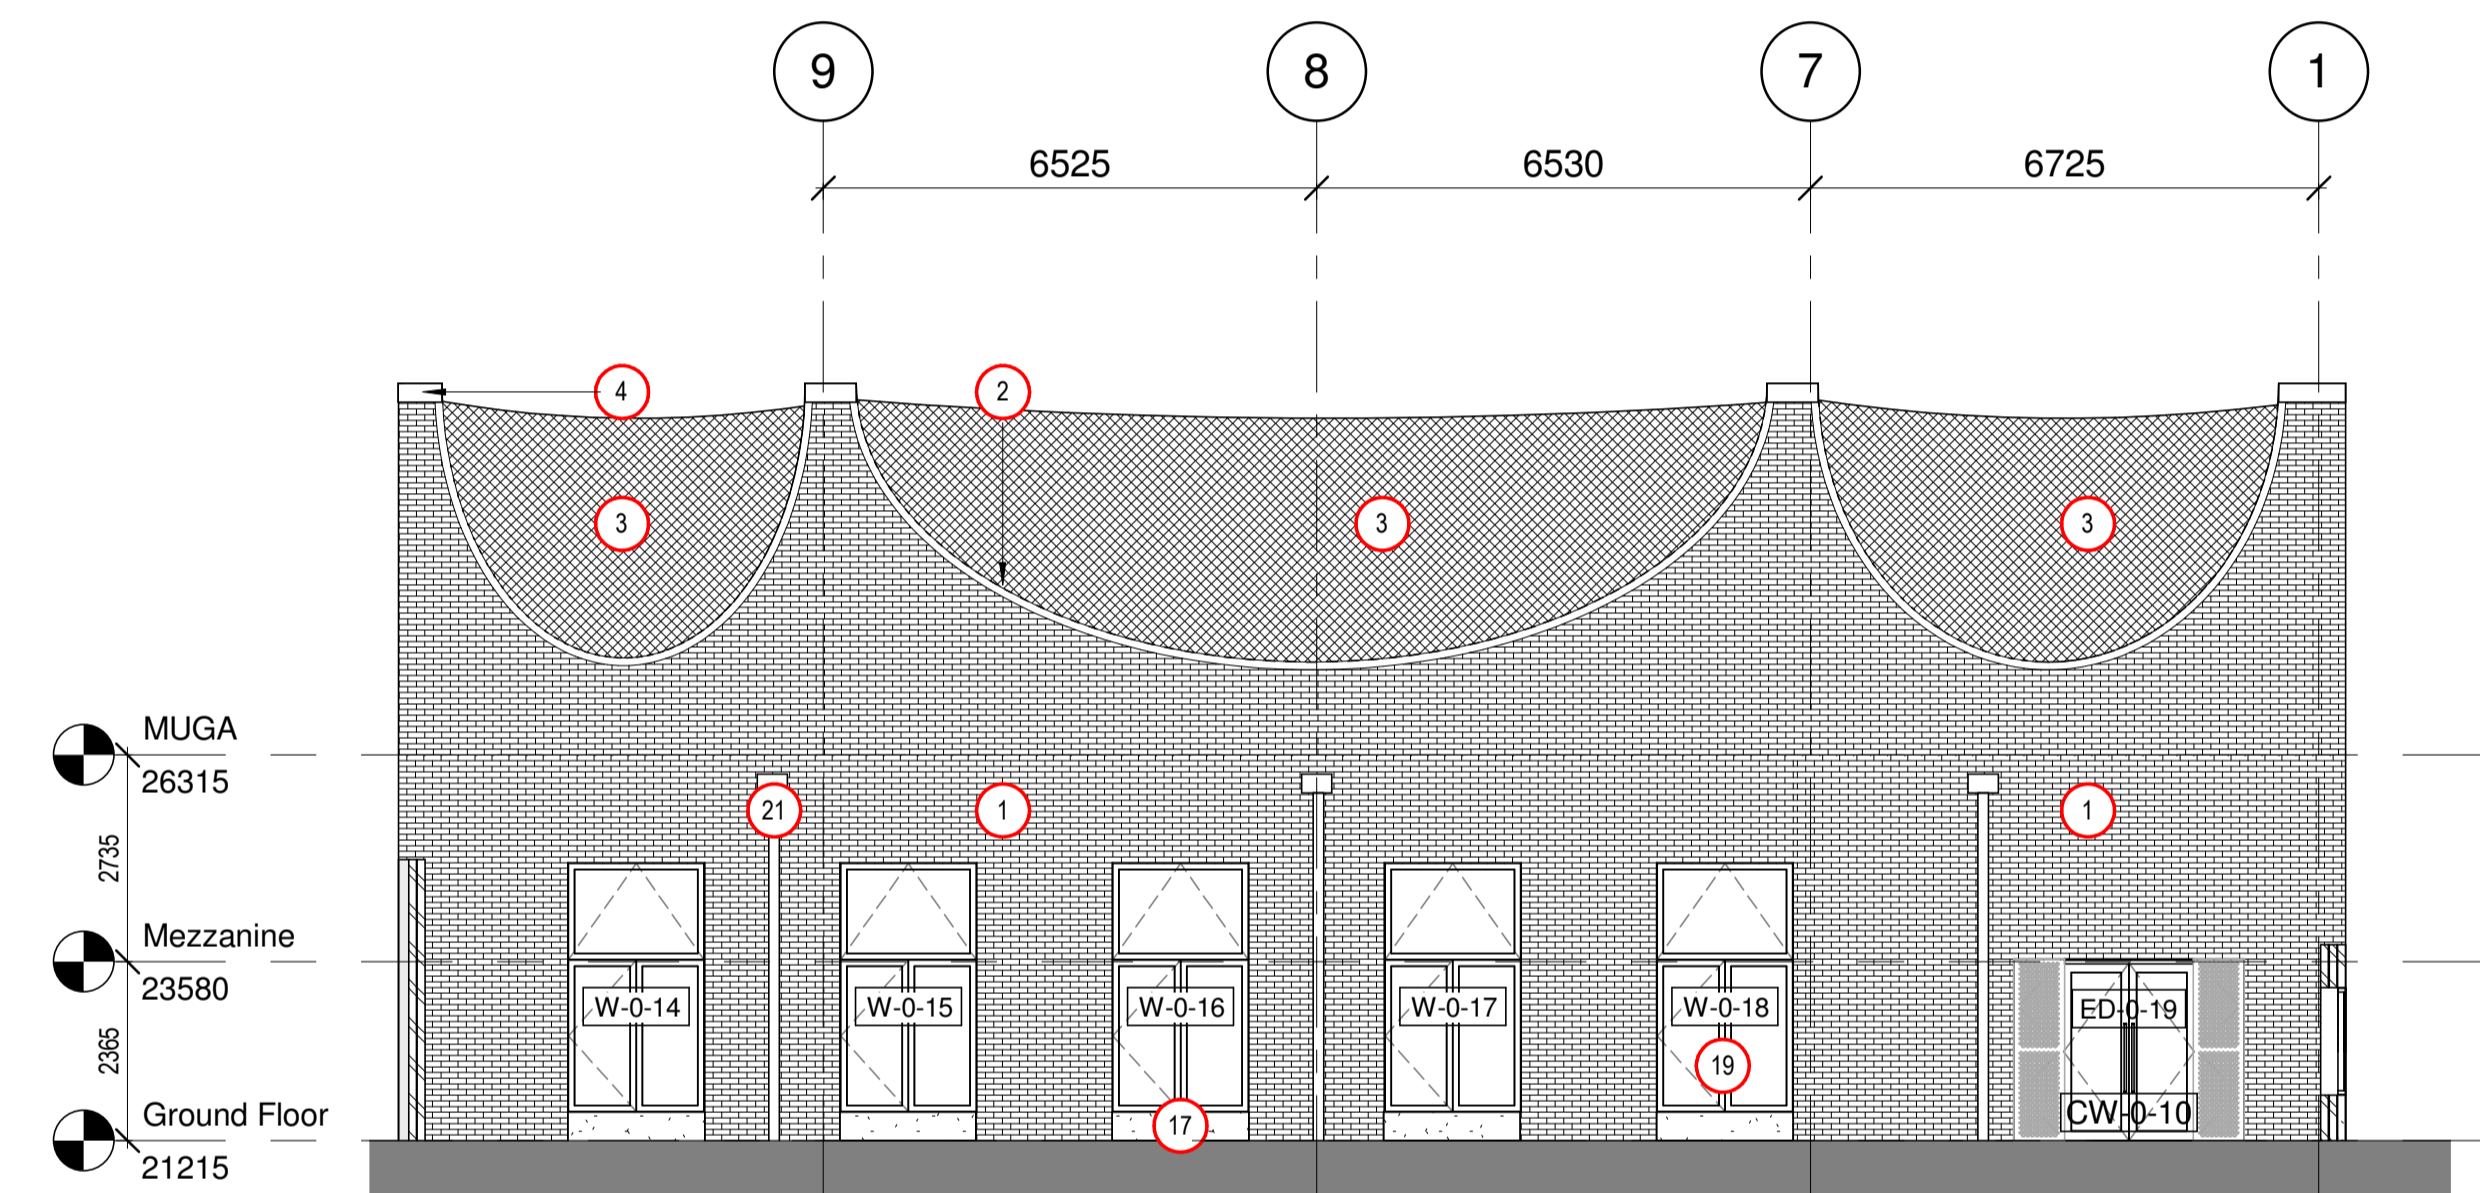 9 8 7 1
6525 6530 6725
4 2
3 3 3
MUGA
26315
21 1 1
2735
Mezzanine
23580
W-0-14 W-0-15 W-0-16 W-0-17 W-0-18 ED-0-19
2365
19
Ground Floor
CW-0-10
17
21215